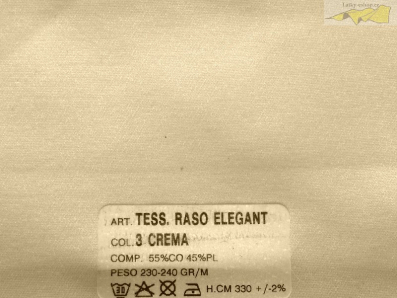 ART. TESS. RASO ELEGANT
COL. 3 CREMA
COMP. 55%CO 45%PL
PESO 230-240 GR/M
30 H.CM 330 +/-2%